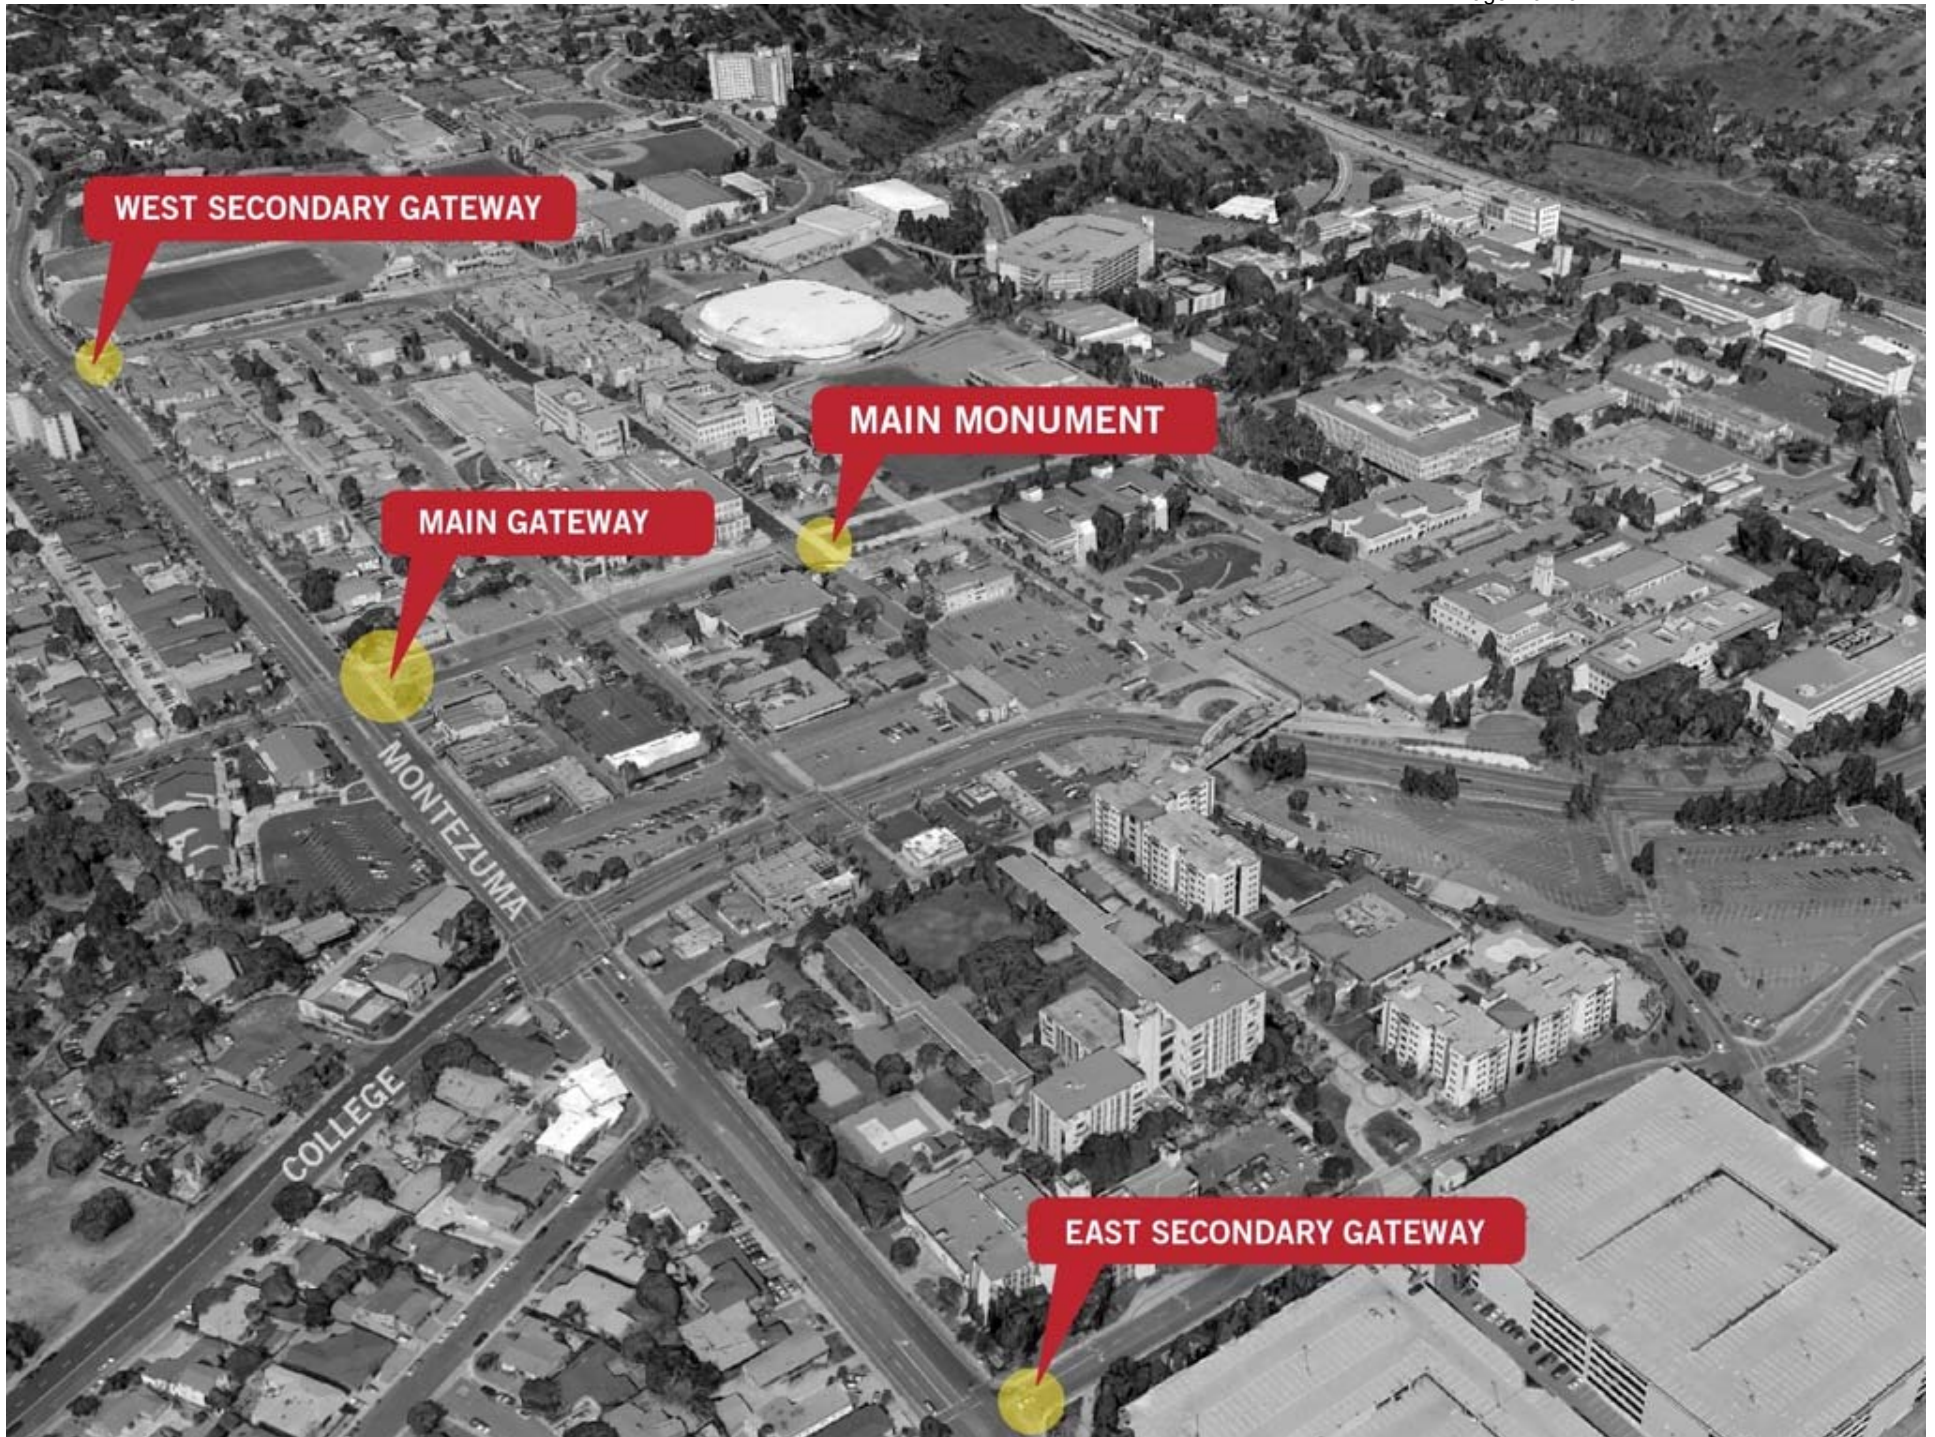 WEST SECONDARY GATEWAY
MAIN MONUMENT
MAIN GATEWAY
MONTEZUMA
COLLEGE
EAST SECONDARY GATEWAY